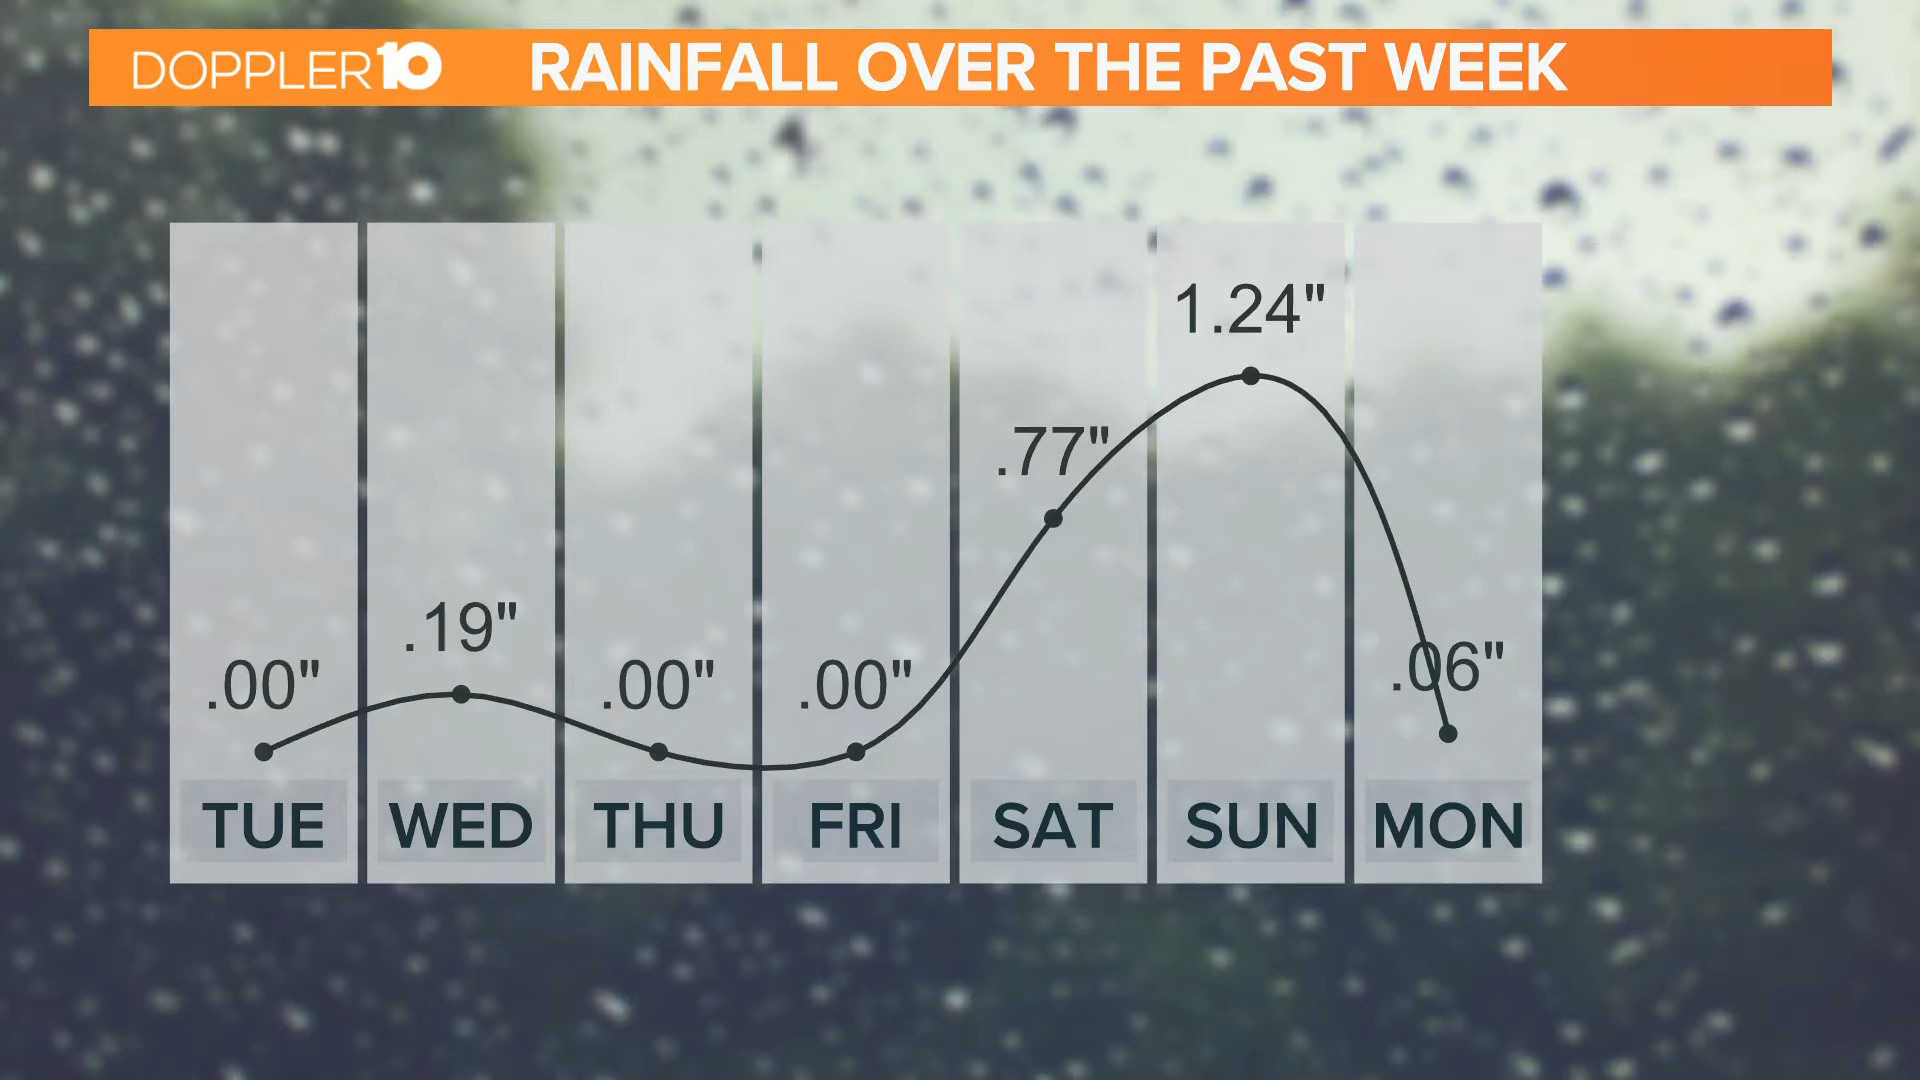 DOPPLER10 RAINFALL OVER THE PAST WEEK
.00" .19" .00" .00" .77" 1.24" .06"
TUE WED THU FRI SAT SUN MON